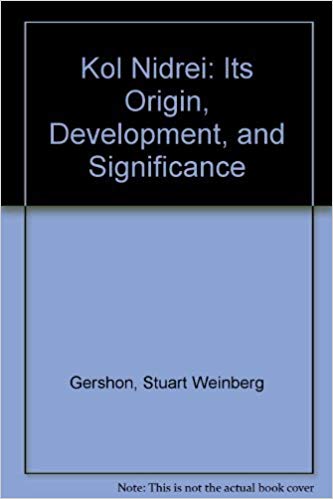 Kol Nidrei: Its
Origin,
Development, and
Significance
Gershon, Stuart Weinberg
Note: This is not the actual book cover